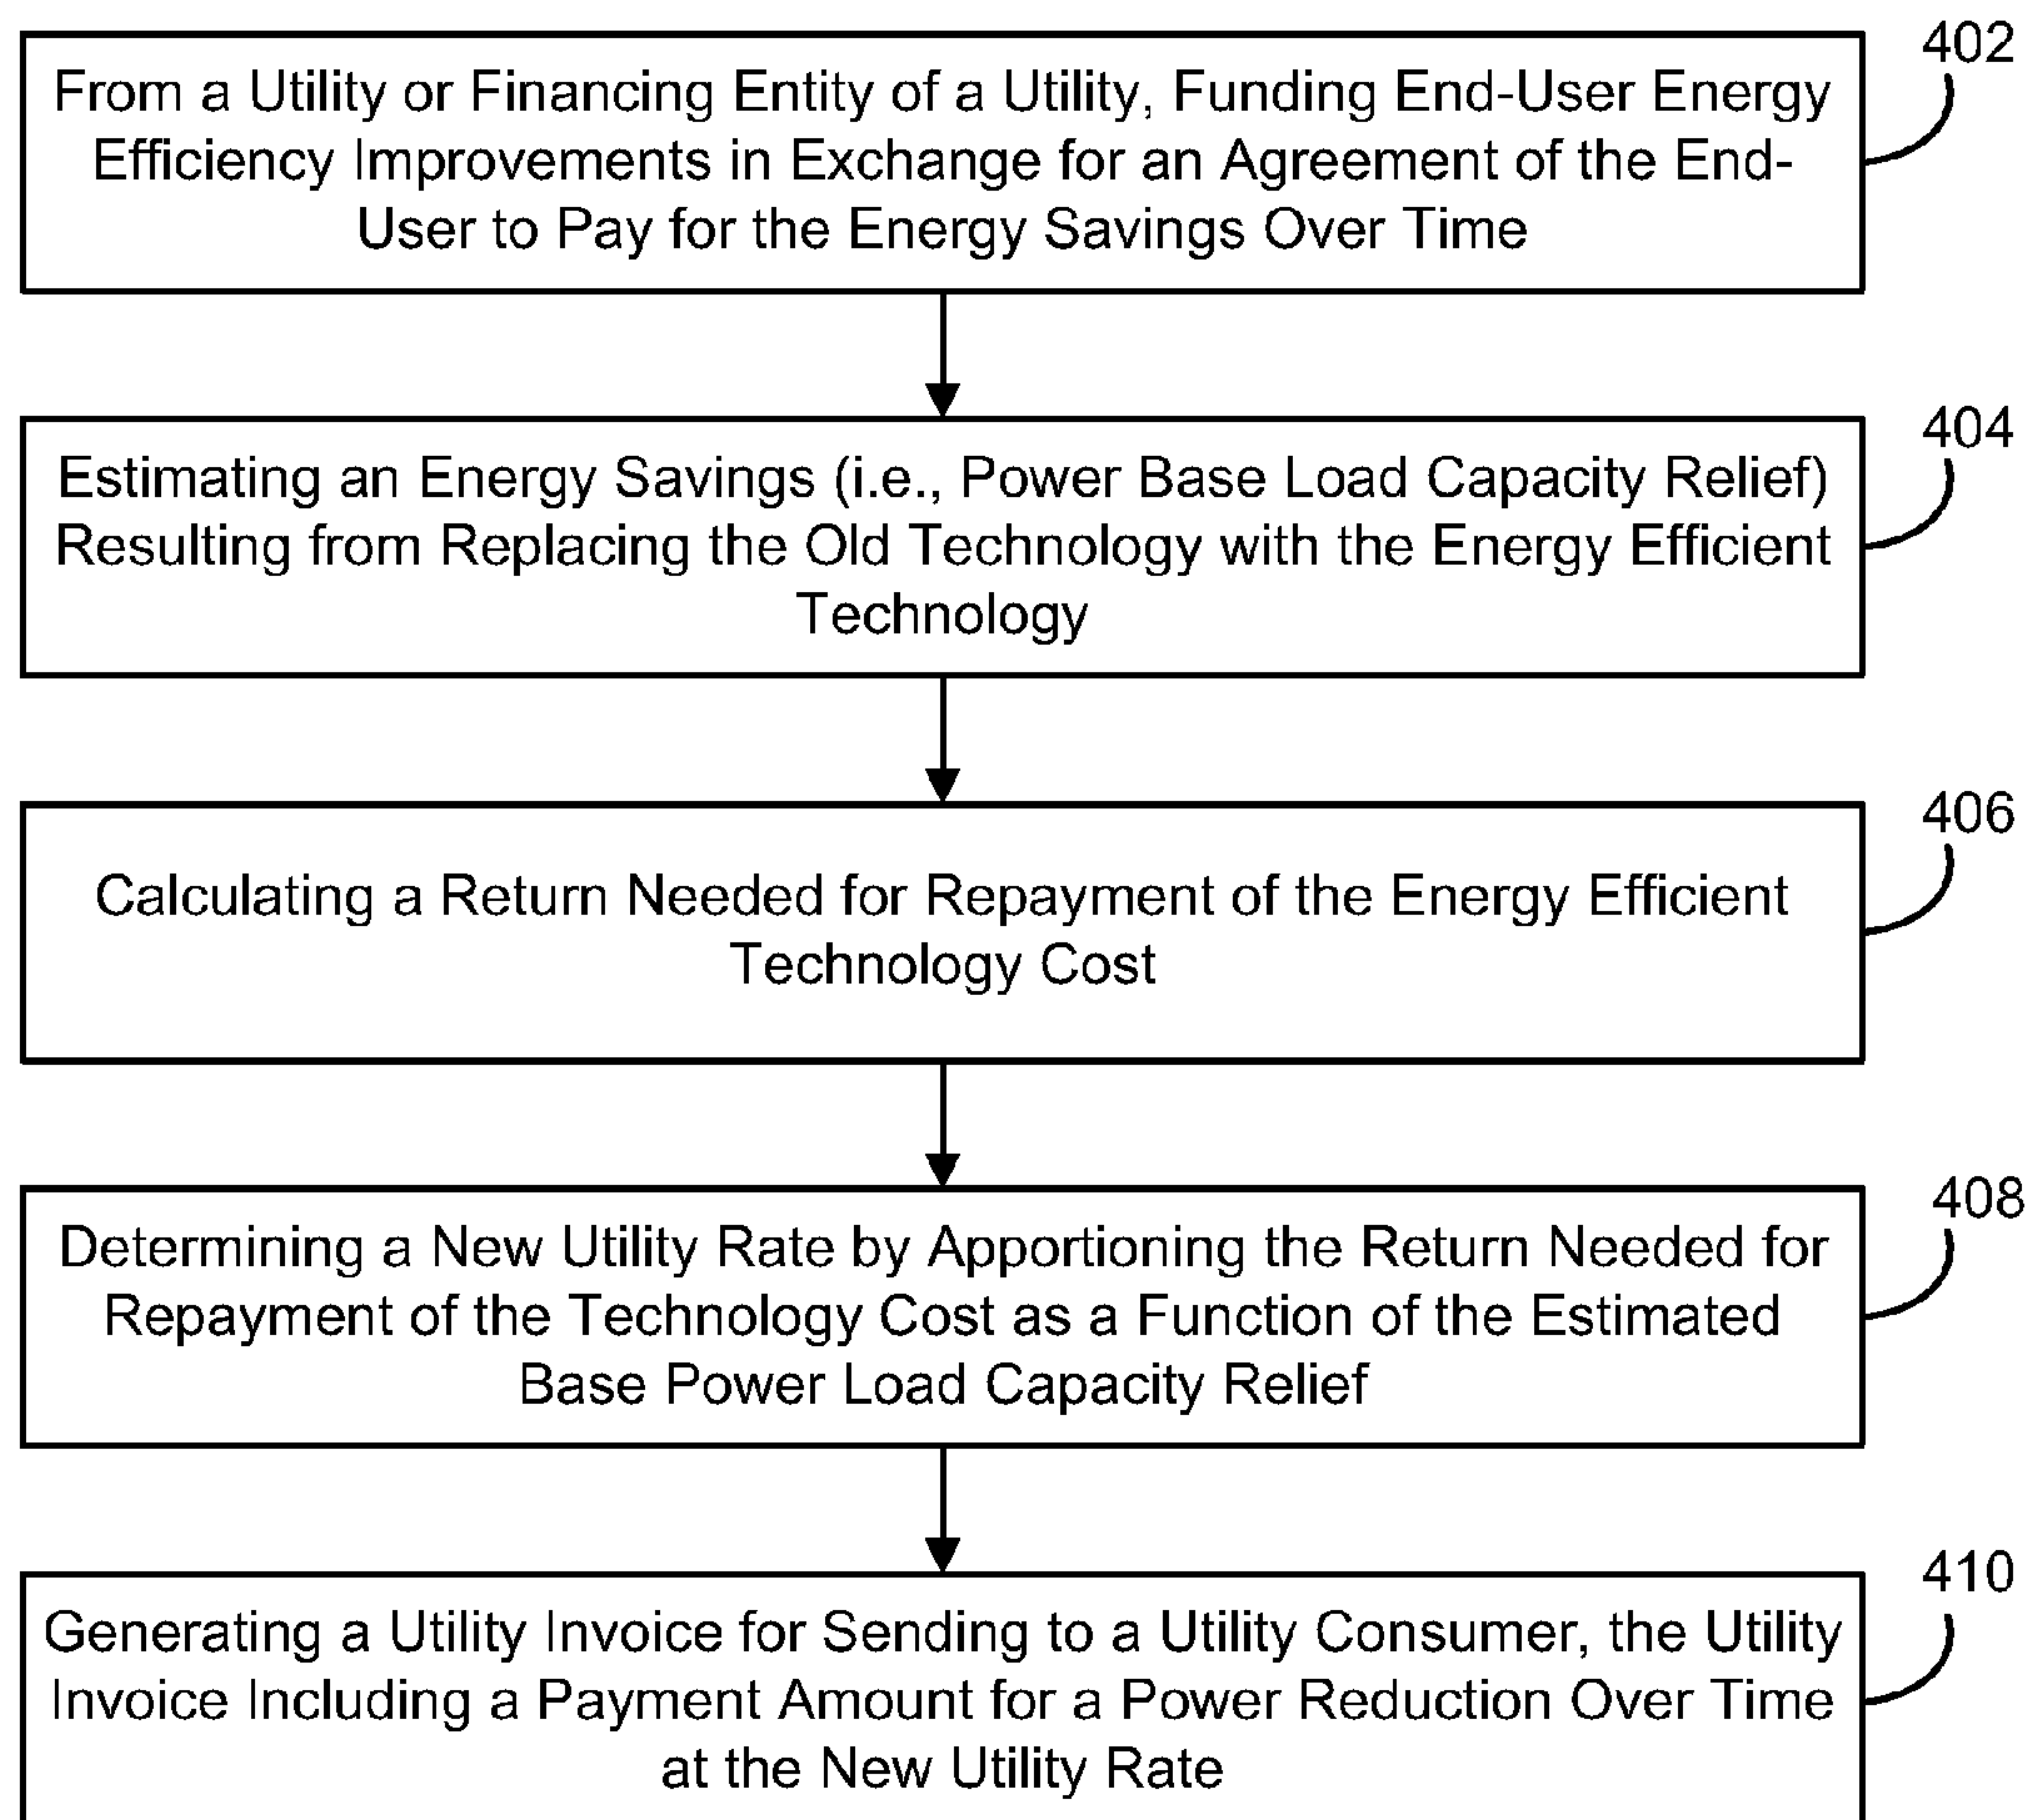 402
From a Utility or Financing Entity of a Utility, Funding End-User Energy
Efficiency Improvements in Exchange for an Agreement of the End-
User to Pay for the Energy Savings Over Time
404
Estimating an Energy Savings (i.e., Power Base Load Capacity Relief)
Resulting from Replacing the Old Technology with the Energy Efficient
Technology
406
Calculating a Return Needed for Repayment of the Energy Efficient
Technology Cost
408
Determining a New Utility Rate by Apportioning the Return Needed for
Repayment of the Technology Cost as a Function of the Estimated
Base Power Load Capacity Relief
410
Generating a Utility Invoice for Sending to a Utility Consumer, the Utility
Invoice Including a Payment Amount for a Power Reduction Over Time
at the New Utility Rate